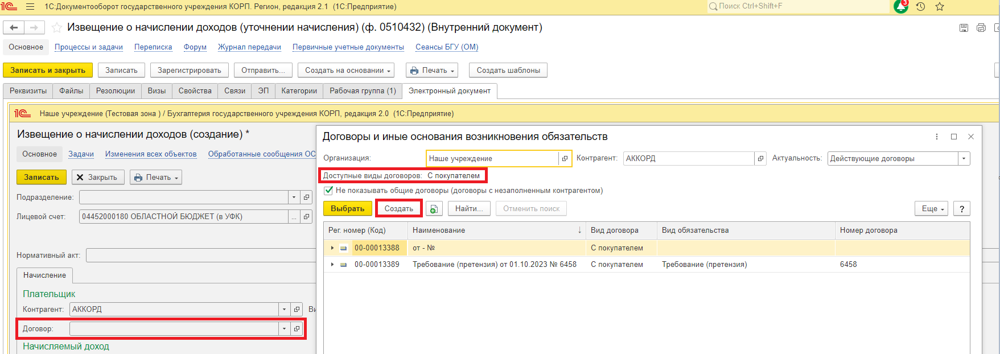 1С:Документооборот государственного учреждения КОРП. Регион, редакция 2.1 (1С:Предприятие)
Поиск Ctrl+Shift+F
3
Извещение о начислении доходов (уточнении начисления) (ф. 0510432) (Внутренний документ)
Основное Процессы и задачи Переписка Форум Журнал передачи Первичные учетные документы Сеансы БГУ (ОМ)
Записать и закрыть Записать Зарегистрировать Отправить... Создать на основании Печать Создать шаблоны
Реквизиты Файлы Резолюции Визы Свойства Связи ЭП Категории Рабочая группа (1) Электронный документ
1С Наше учреждение (Тестовая зона ) / Бухгалтерия государственного учреждения КОРП, редакция 2.0 (1С:Предприятие)
Извещение о начислении доходов (создание) *
Основное Задачи Изменения всех объектов Обработанные сообщения ОС
Записать Закрыть Печать
Подразделение:
Лицевой счет: 04452000180 ОБЛАСТНОЙ БЮДЖЕТ (в УФК) ...
Нормативный акт:
Начисление
Плательщик
Контрагент: АККОРД Ви
Договор:
Начисляемый доход
Договоры и иные основания возникновения обязательств
Организация: Наше учреждение Контрагент: АККОРД Актуальность: Действующие договоры
Доступные виды договоров: С покупателем
Не показывать общие договоры (договоры с незаполненным контрагентом)
Выбрать Создать Найти... Отменить поиск Еще ?
Рег. номер (Код) Наименование ↓ Вид договора Вид обязательства Номер договора
00-00013388 от - № С покупателем
00-00013389 Требование (претензия) от 01.10.2023 № 6458 С покупателем Требование (претензия) 6458